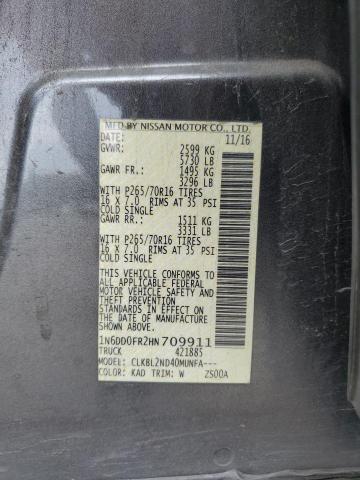 MFD BY NISSAN MOTOR CO., LTD.
DATE: 11/16
GVWR: 2599 KG
5730 LB
GAWR FR.: 1495 KG
3296 LB
WITH P265/70R16 TIRES
16 X 7.0 RIMS AT 35 PSI
COLD SINGLE
GAWR RR.: 1511 KG
3331 LB
WITH P265/70R16 TIRES
16 X 7.0 RIMS AT 35 PSI
COLD SINGLE
THIS VEHICLE CONFORMS TO
ALL APPLICABLE FEDERAL
MOTOR VEHICLE SAFETY
STANDARDS IN EFFECT ON THE
DATE OF MANUFACTURE
SHOWN ABOVE.
1N6DD0FR2HN709911
TRUCK 421885
MODEL: CLKBL2ND40MUNFA---
COLOR: KAD TRIM: W ZS00A